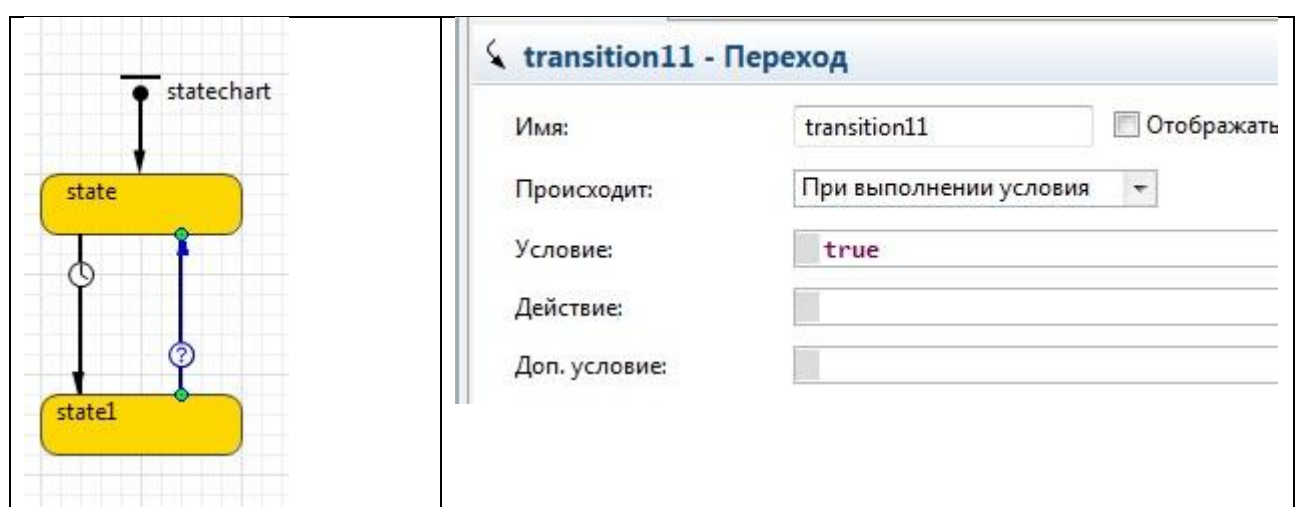 statechart
state
?
state1
transition11 - Переход
Имя: transition11 Отображать
Происходит: При выполнении условия
Условие: true
Действие:
Доп. условие: